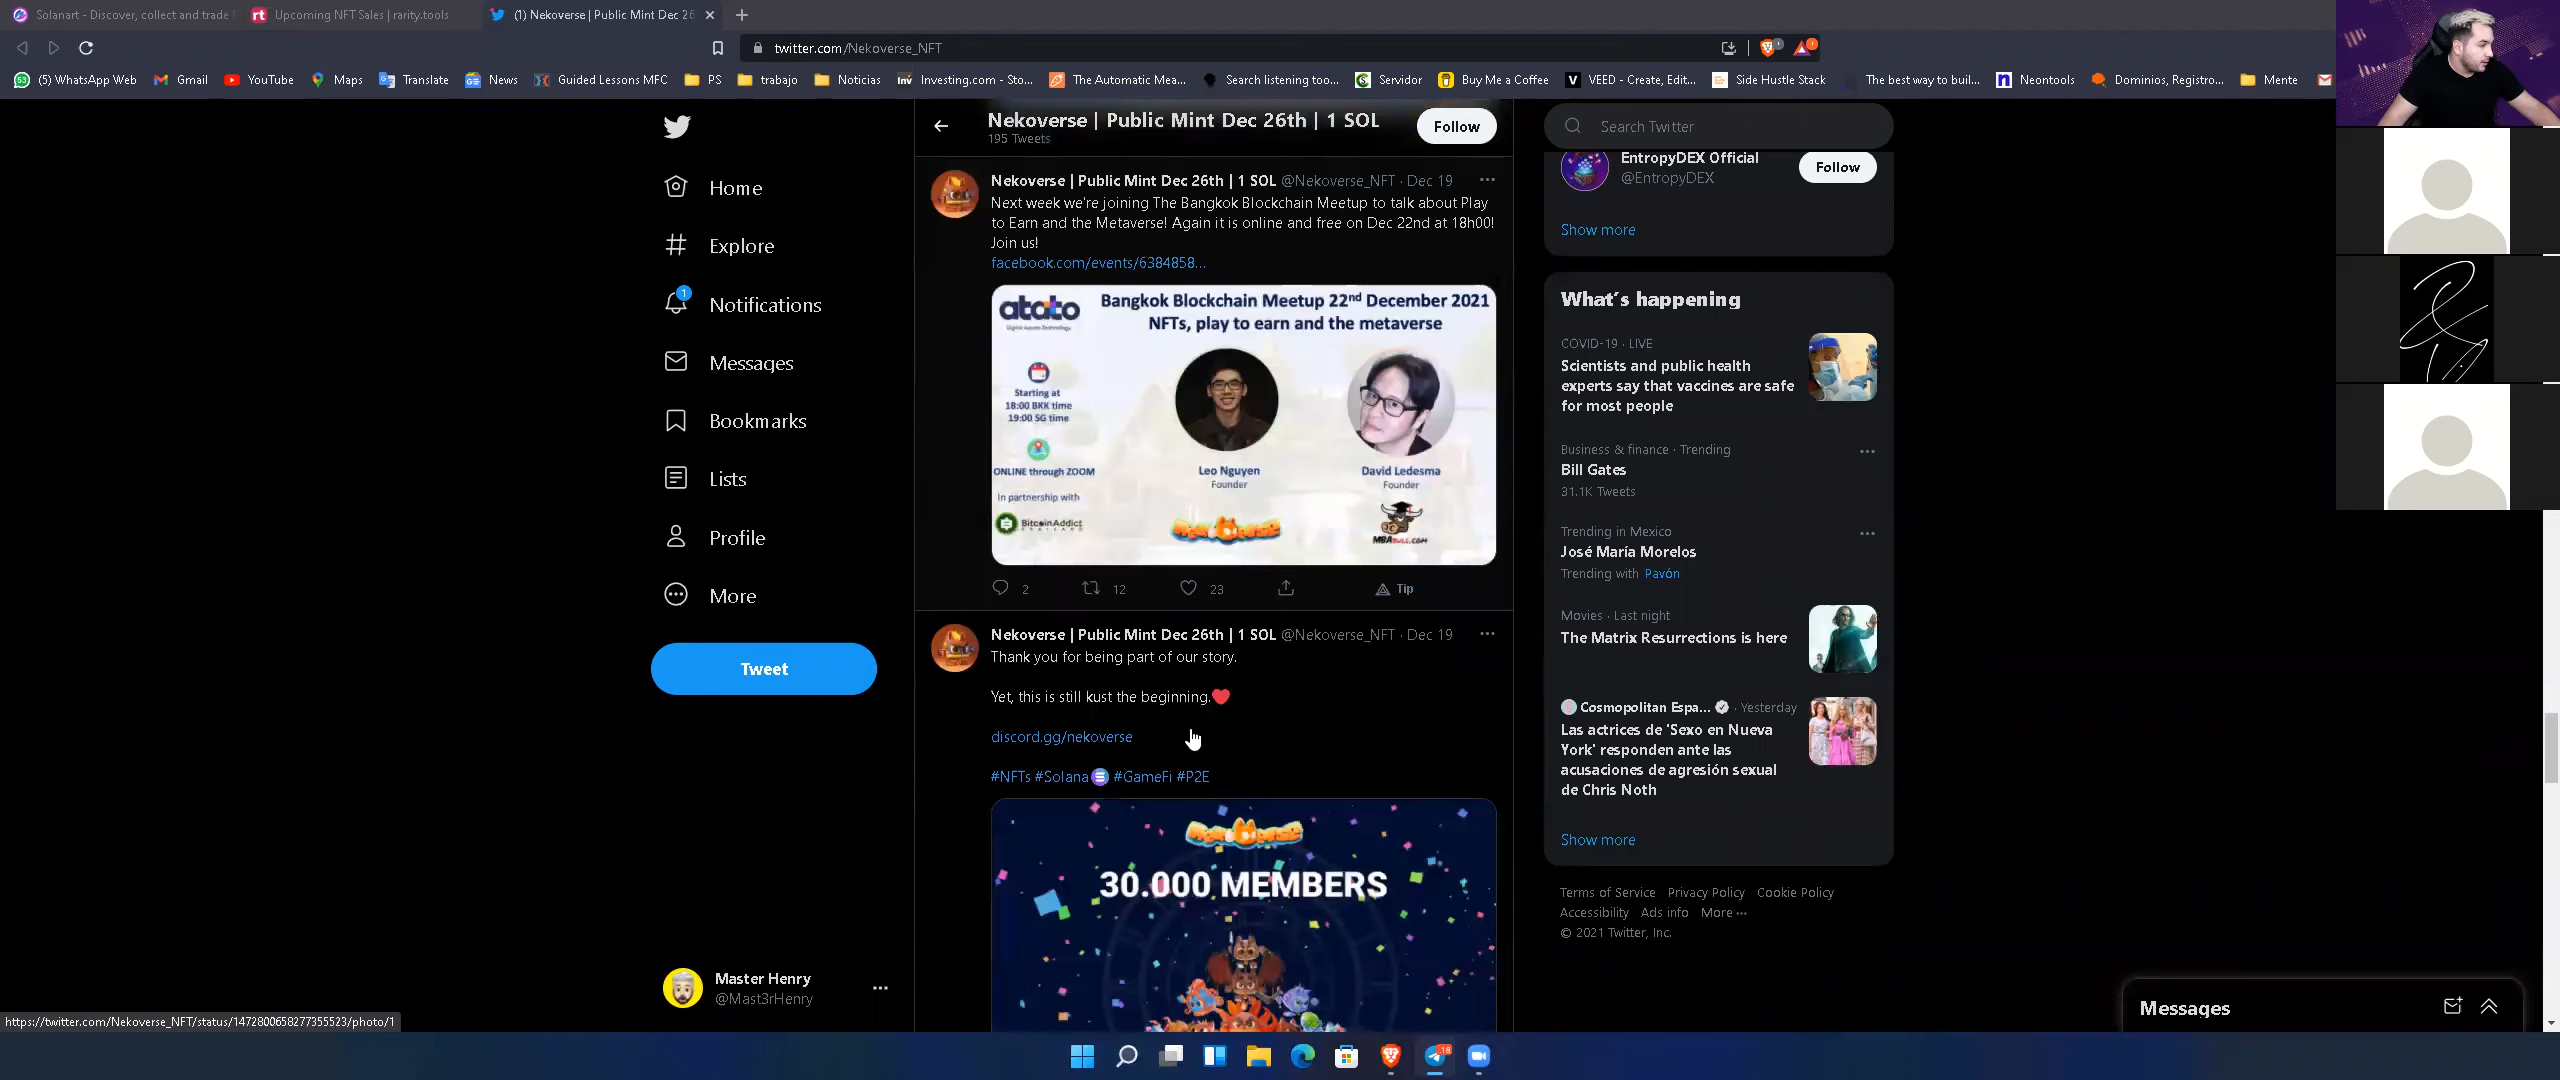 Solanart - Discover, collect and trade
Upcoming NFT Sales | rarity.tools
(1) Nekoverse | Public Mint Dec 26
twitter.com/Nekoverse_NFT
(5) WhatsApp Web
Gmail
YouTube
Maps
Translate
News
Guided Lessons MFC
PS
trabajo
Noticias
Investing.com - Sto...
The Automatic Mea...
Search listening too...
Servidor
Buy Me a Coffee
VEED - Create, Edit...
Side Hustle Stack
The best way to buil...
Neontools
Dominios, Registro...
Mente
Home
Explore
1
Notifications
Messages
Bookmarks
Lists
Profile
More
Tweet
Master Henry
@Mast3rHenry
https://twitter.com/Nekoverse_NFT/status/1472800658277355523/photo/1
Nekoverse | Public Mint Dec 26th | 1 SOL
195 Tweets
Follow
Nekoverse | Public Mint Dec 26th | 1 SOL @Nekoverse_NFT · Dec 19
Next week we're joining The Bangkok Blockchain Meetup to talk about Play
to Earn and the Metaverse! Again it is online and free on Dec 22nd at 18h00!
Join us!
facebook.com/events/6384858...
atato
Digital Assets Technology
Bangkok Blockchain Meetup 22nd December 2021
NFTs, play to earn and the metaverse
Starting at
18:00 BKK time
19:00 SG time
ONLINE through ZOOM
In partnership with
BitcoinAddict
THAILAND
Leo Nguyen
Founder
Nekoverse
David Ledesma
Founder
MBABULL.COM
2
12
23
Tip
Nekoverse | Public Mint Dec 26th | 1 SOL @Nekoverse_NFT · Dec 19
Thank you for being part of our story.
Yet, this is still kust the beginning.❤
discord.gg/nekoverse
#NFTs #Solana #GameFi #P2E
Nekoverse
30.000 MEMBERS
Search Twitter
EntropyDEX Official
@EntropyDEX
Follow
Show more
What's happening
COVID-19 · LIVE
Scientists and public health
experts say that vaccines are safe
for most people
Business & finance · Trending
Bill Gates
31.1K Tweets
Trending in Mexico
José María Morelos
Trending with Pavón
Movies · Last night
The Matrix Resurrections is here
Cosmopolitan Espa... · Yesterday
Las actrices de 'Sexo en Nueva
York' responden ante las
acusaciones de agresión sexual
de Chris Noth
Show more
Terms of Service Privacy Policy Cookie Policy
Accessibility Ads info More ···
© 2021 Twitter, Inc.
Messages